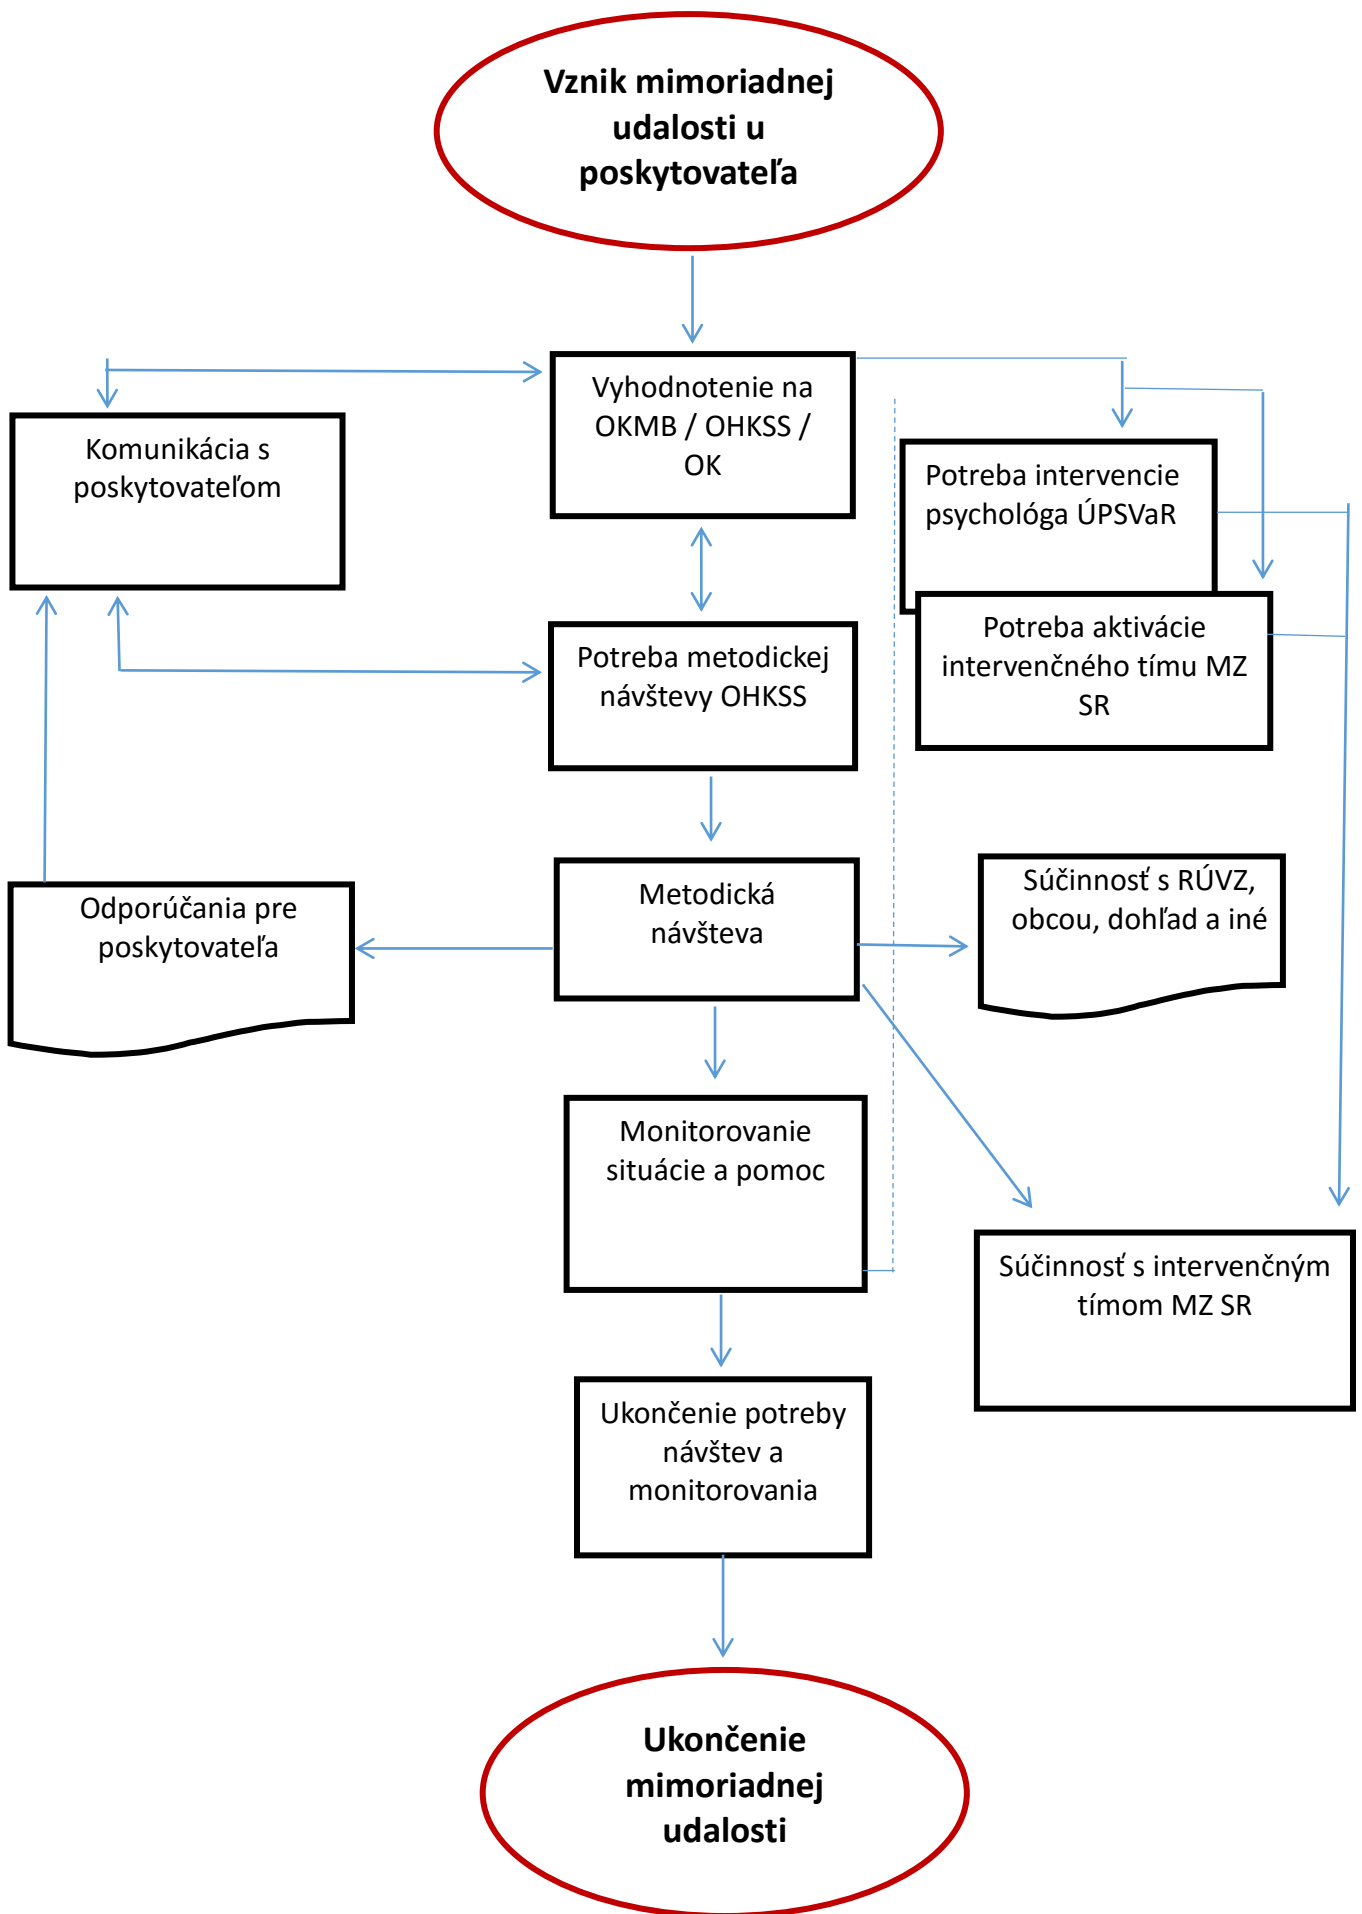 Vznik mimoriadnej
udalosti u
poskytovateľa
Vyhodnotenie na
OKMB / OHKSS /
OK
Komunikácia s
poskytovateľom
Potreba intervencie
psychológa ÚPSVaR
Potreba aktivácie
intervenčného tímu MZ
SR
Potreba metodickej
návštevy OHKSS
Metodická
návšteva
Odporúčania pre
poskytovateľa
Súčinnosť s RÚVZ,
obcou, dohľad a iné
Monitorovanie
situácie a pomoc
Súčinnosť s intervenčným
tímom MZ SR
Ukončenie potreby
návštev a
monitorovania
Ukončenie
mimoriadnej
udalosti